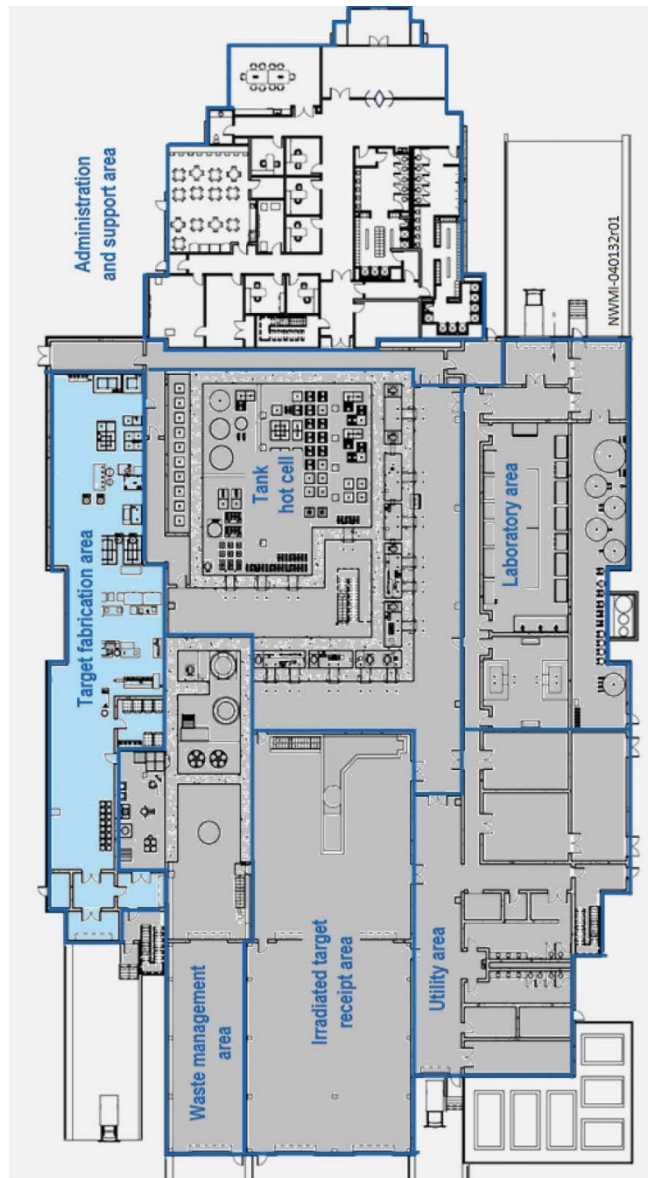 Administration
and support area
NWMI-040132r01
Target fabrication area
Tank
hot cell
Laboratory area
Waste management
area
Irradiated target
receipt area
Utility area